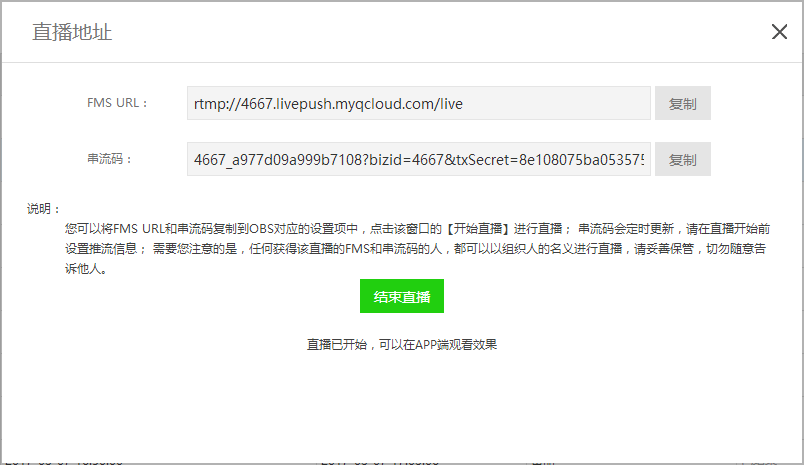 直播地址
FMS URL： rtmp://4667.livepush.myqcloud.com/live 复制
串流码： 4667_a977d09a999b7108?bizid=4667&txSecret=8e108075ba053575 复制
说明：
您可以将FMS URL和串流码复制到OBS对应的设置项中，点击该窗口的【开始直播】进行直播； 串流码会定时更新，请在直播开始前
设置推流信息； 需要您注意的是，任何获得该直播的FMS和串流码的人，都可以以组织人的名义进行直播，请妥善保管，切勿随意告
诉他人。
结束直播
直播已开始，可以在APP端观看效果